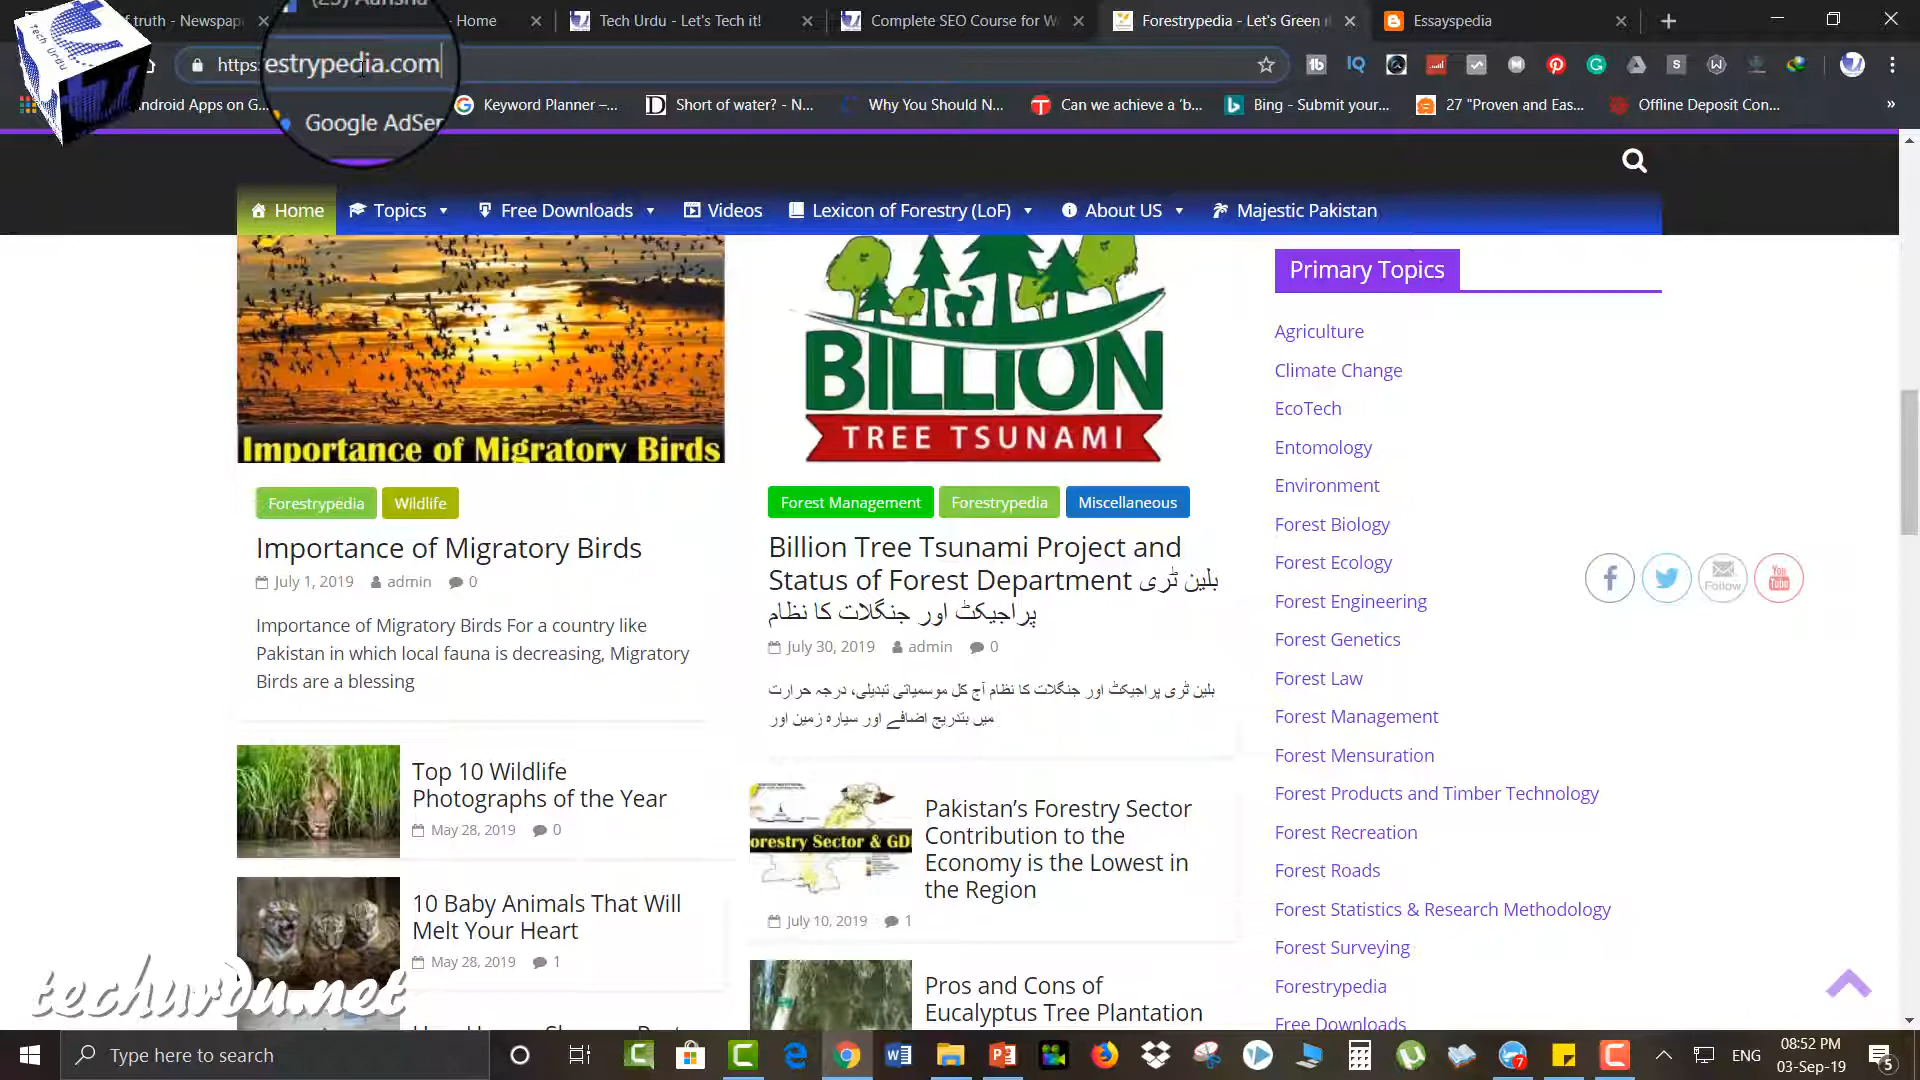 of truth - Newspap
- Home
Tech Urdu - Let's Tech it!
Complete SEO Course for W
Forestrypedia - Let's Green
Essayspedia
Tech Urdu
https:
estrypedia.com
ndroid Apps on G...
Google AdSen
Keyword Planner –...
Short of water? - N...
Why You Should N...
Can we achieve a 'b...
Bing - Submit your...
27 "Proven and Eas...
Offline Deposit Con...
»
Home
Topics
Free Downloads
Videos
Lexicon of Forestry (LoF)
About US
Majestic Pakistan
Importance of Migratory Birds
BILLION
TREE TSUNAMI
Forestrypedia
Wildlife
Importance of Migratory Birds
July 1, 2019 admin 0
Importance of Migratory Birds For a country like
Pakistan in which local fauna is decreasing, Migratory
Birds are a blessing
Top 10 Wildlife
Photographs of the Year
May 28, 2019 0
10 Baby Animals That Will
Melt Your Heart
May 28, 2019 1
Forest Management
Forestrypedia
Miscellaneous
Billion Tree Tsunami Project and
Status of Forest Department بلین ٹری
پراجیکٹ اور جنگلات کا نظام
July 30, 2019 admin 0
بلین ٹری پراجیکٹ اور جنگلات کا نظام آج کل موسمیاتی تبدیلی، درجہ حرارت
میں بتدریج اضافے اور سیارہ زمین اور
orestry Sector & GD
Pakistan's Forestry Sector
Contribution to the
Economy is the Lowest in
the Region
July 10, 2019 1
Pros and Cons of
Eucalyptus Tree Plantation
Primary Topics
Agriculture
Climate Change
EcoTech
Entomology
Environment
Forest Biology
Forest Ecology
Forest Engineering
Forest Genetics
Forest Law
Forest Management
Forest Mensuration
Forest Products and Timber Technology
Forest Recreation
Forest Roads
Forest Statistics & Research Methodology
Forest Surveying
Forestrypedia
Free Downloads
Follow
You Tube
techurdu.net
Type here to search
7
ENG
08:52 PM
03-Sep-19
5